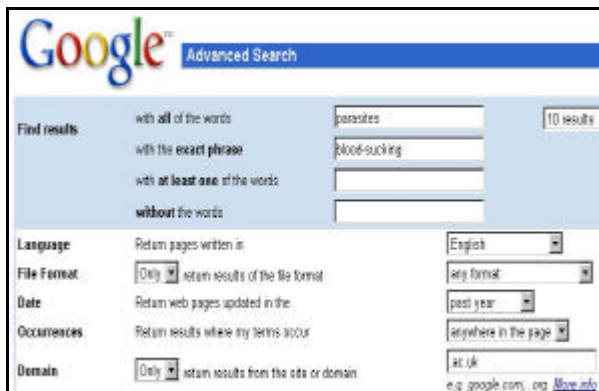 Google™ Advanced Search
Find results with all of the words parasites 10 results
with the exact phrase blood-sucking
with at least one of the words
without the words
Language Return pages written in English
File Format Only return results of the file format any format
Date Return web pages updated in the past year
Occurrences Return results where my terms occur anywhere in the page
Domain Only return results from the site or domain .ac.uk
e.g. google.com, .org More info